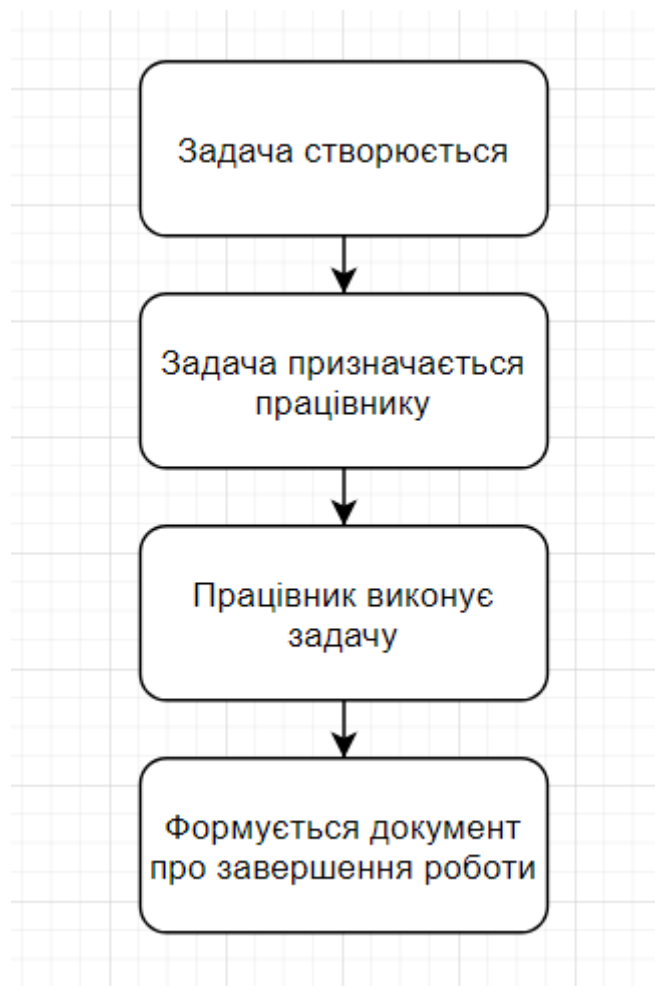 Задача створюється
Задача призначається
працівнику
Працівник виконує
задачу
Формується документ
про завершення роботи